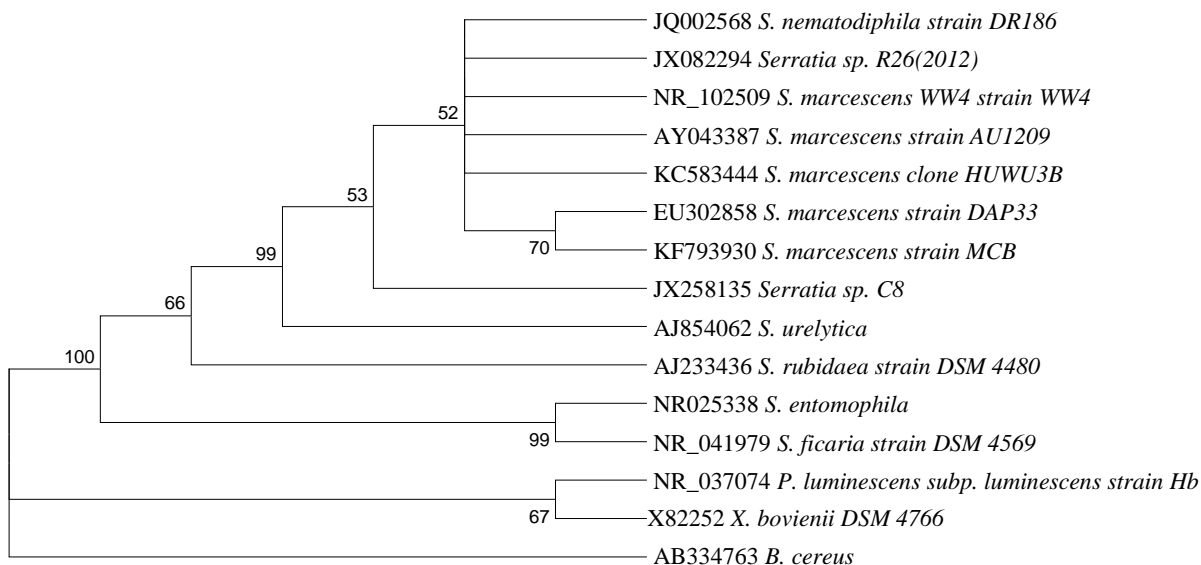 JQ002568 S. nematodiphila strain DR186
JX082294 Serratia sp. R26(2012)
NR_102509 S. marcescens WW4 strain WW4
52
AY043387 S. marcescens strain AU1209
KC583444 S. marcescens clone HUWU3B
53
EU302858 S. marcescens strain DAP33
70
KF793930 S. marcescens strain MCB
99
JX258135 Serratia sp. C8
66
AJ854062 S. urelytica
100
AJ233436 S. rubidaea strain DSM 4480
NR025338 S. entomophila
99
NR_041979 S. ficaria strain DSM 4569
NR_037074 P. luminescens subp. luminescens strain Hb
67
X82252 X. bovienii DSM 4766
AB334763 B. cereus